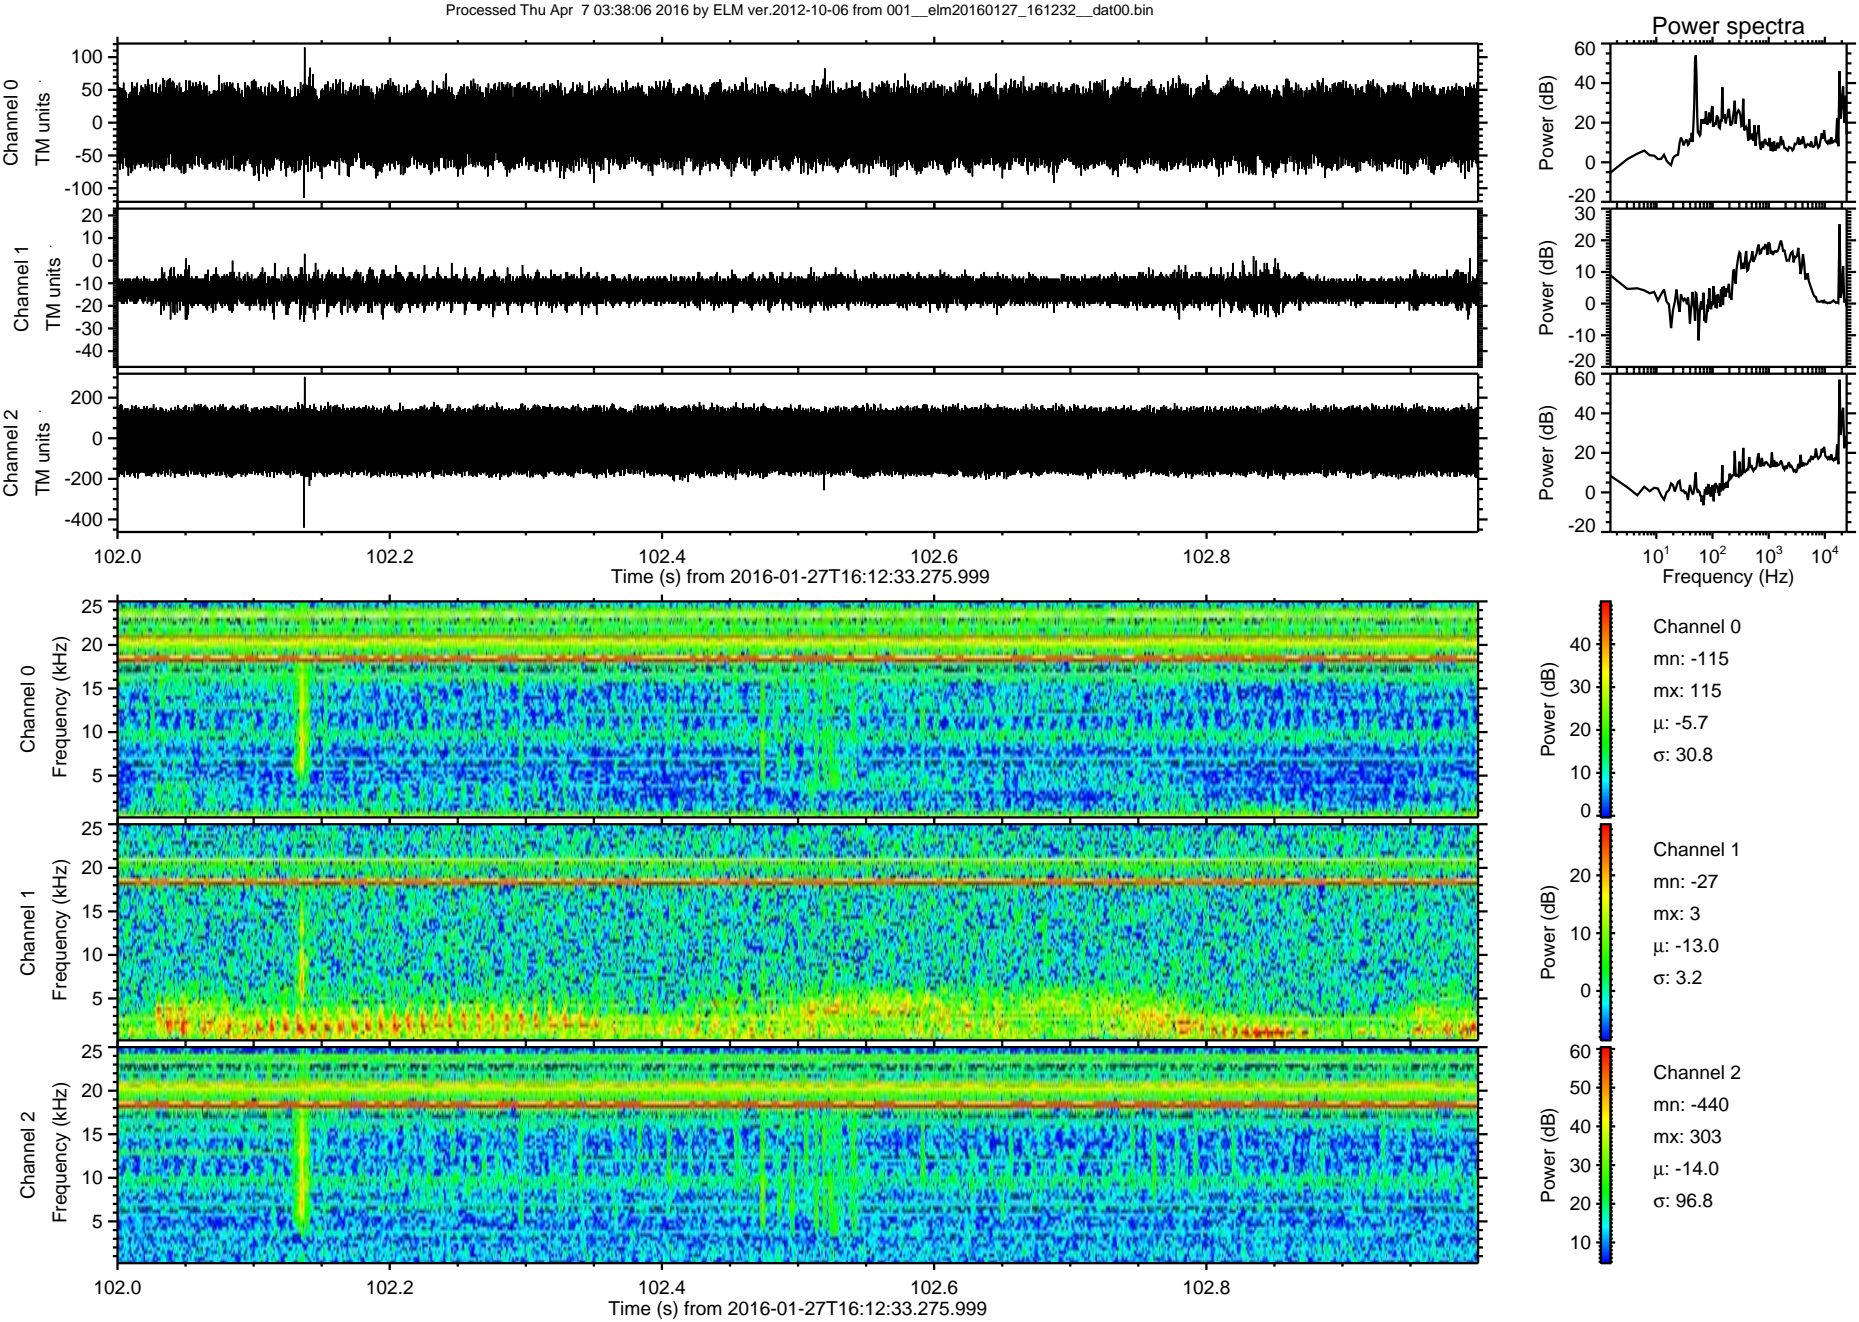 Processed Thu Apr 7 03:38:06 2016 by ELM ver.2012-10-06 from 001__elm20160127_161232__dat00.bin
Power spectra
Channel 0
TM units
100
50
0
-50
-100
Power (dB)
60
40
20
0
-20
Channel 1
TM units
20
10
0
-10
-20
-30
-40
Power (dB)
30
20
10
0
-10
-20
Channel 2
TM units
200
0
-200
-400
Power (dB)
60
40
20
0
-20
102.0 102.2 102.4 102.6 102.8
Time (s) from 2016-01-27T16:12:33.275.999
10^1 10^2 10^3 10^4
Frequency (Hz)
Channel 0
Frequency (kHz)
25
20
15
10
5
Power (dB)
40
30
20
10
0
Channel 0
mn: -115
mx: 115
μ: -5.7
σ: 30.8
Channel 1
Frequency (kHz)
25
20
15
10
5
Power (dB)
20
10
0
Channel 1
mn: -27
mx: 3
μ: -13.0
σ: 3.2
Channel 2
Frequency (kHz)
25
20
15
10
5
Power (dB)
60
50
40
30
20
10
Channel 2
mn: -440
mx: 303
μ: -14.0
σ: 96.8
102.0 102.2 102.4 102.6 102.8
Time (s) from 2016-01-27T16:12:33.275.999